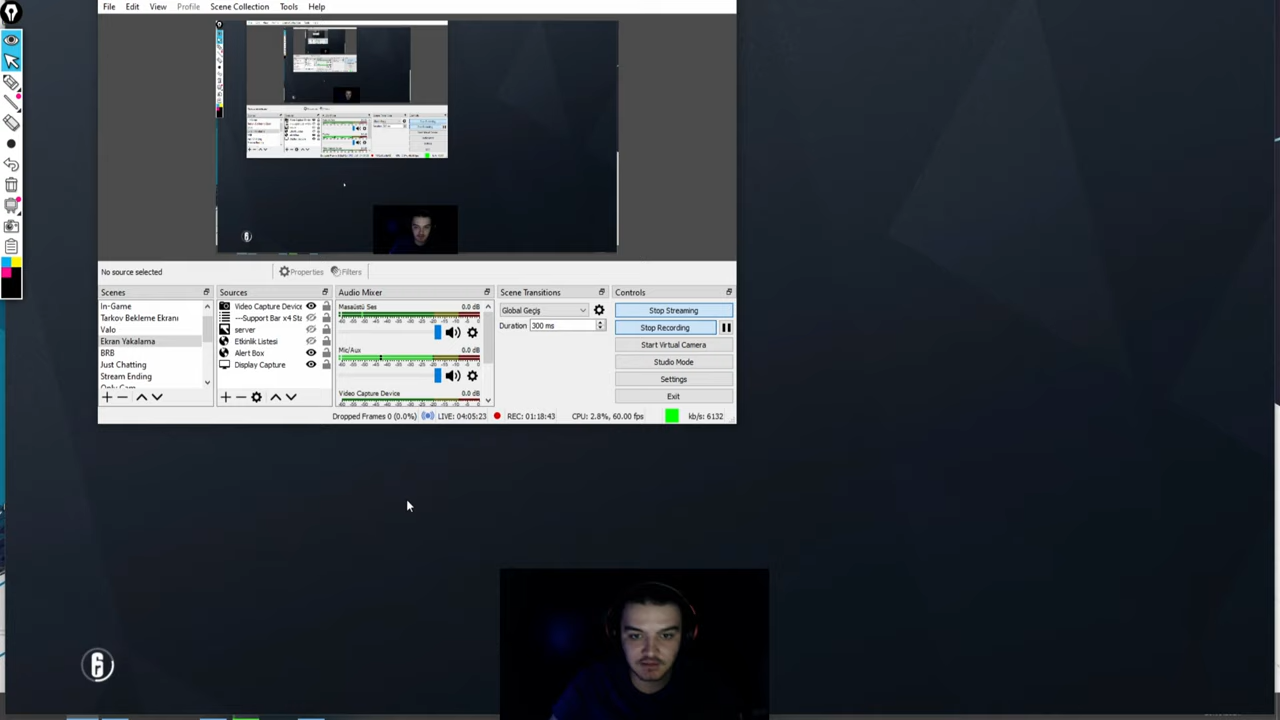 File Edit View Profile Scene Collection Tools Help
No source selected
Properties Filters
Scenes
In-Game
Tarkov Bekleme Ekranı
Valo
Ekran Yakalama
BRB
Just Chatting
Stream Ending
Sources
Video Capture Device
---Support Bar x4 Sta
server
Etkinlik Listesi
Alert Box
Display Capture
Audio Mixer
Masaüstü Ses 0.0 dB
Mic/Aux 0.0 dB
Video Capture Device 0.0 dB
Scene Transitions
Global Geçiş
Duration 300 ms
Controls
Stop Streaming
Stop Recording
Start Virtual Camera
Studio Mode
Settings
Exit
Dropped Frames 0 (0.0%) LIVE: 04:05:23 REC: 01:18:43 CPU: 2.8%, 60.00 fps kb/s: 6132
6